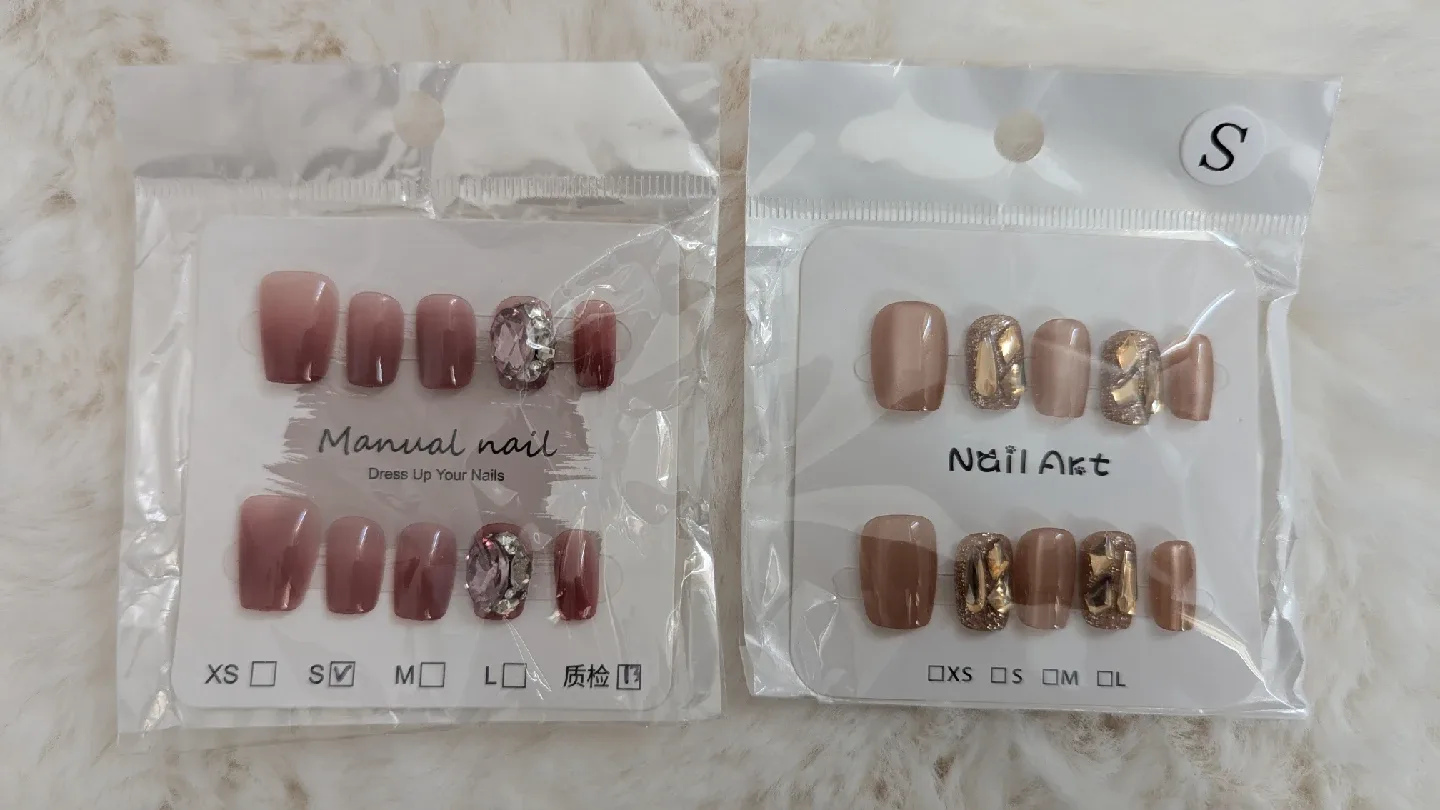 Manual nail
Dress Up Your Nails
XS S M L 质检
S
Nail Art
XS S M L